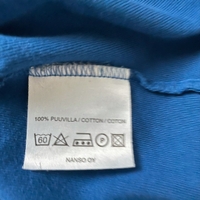 100% PUUVILLA / COTTON / COTTON
60
NANSO OY